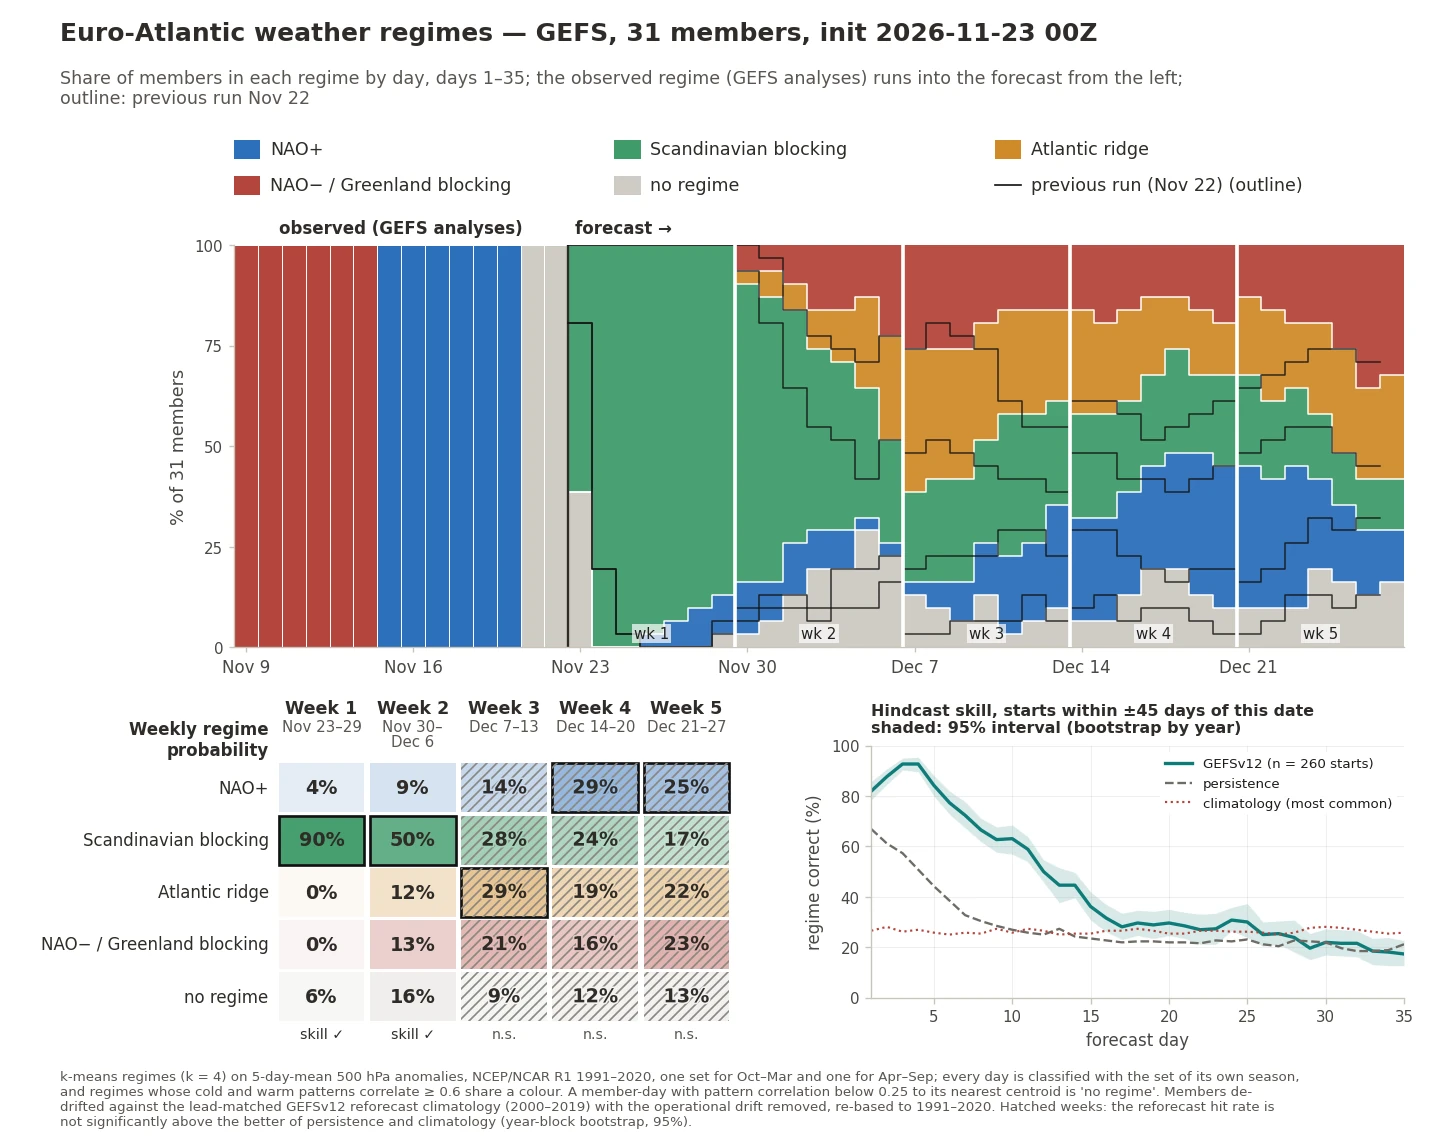 Euro-Atlantic weather regimes — GEFS, 31 members, init 2026-11-23 00Z
Share of members in each regime by day, days 1–35; the observed regime (GEFS analyses) runs into the forecast from the left;
outline: previous run Nov 22
NAO+
Scandinavian blocking
Atlantic ridge
NAO− / Greenland blocking
no regime
previous run (Nov 22) (outline)
observed (GEFS analyses)
forecast →
% of 31 members
100
75
50
25
0
wk 1
wk 2
wk 3
wk 4
wk 5
Nov 9
Nov 16
Nov 23
Nov 30
Dec 7
Dec 14
Dec 21
Weekly regime
probability
Week 1
Nov 23–29
Week 2
Nov 30–
Dec 6
Week 3
Dec 7–13
Week 4
Dec 14–20
Week 5
Dec 21–27
NAO+ 4% 9% 14% 29% 25%
Scandinavian blocking 90% 50% 28% 24% 17%
Atlantic ridge 0% 12% 29% 19% 22%
NAO− / Greenland blocking 0% 13% 21% 16% 23%
no regime 6% 16% 9% 12% 13%
skill ✓ skill ✓ n.s. n.s. n.s.
Hindcast skill, starts within ±45 days of this date
shaded: 95% interval (bootstrap by year)
GEFSv12 (n = 260 starts)
persistence
climatology (most common)
regime correct (%)
100
80
60
40
20
0
5 10 15 20 25 30 35
forecast day
k-means regimes (k = 4) on 5-day-mean 500 hPa anomalies, NCEP/NCAR R1 1991–2020, one set for Oct–Mar and one for Apr–Sep; every day is classified with the set of its own season,
and regimes whose cold and warm patterns correlate ≥ 0.6 share a colour. A member-day with pattern correlation below 0.25 to its nearest centroid is 'no regime'. Members de-
drifted against the lead-matched GEFSv12 reforecast climatology (2000–2019) with the operational drift removed, re-based to 1991–2020. Hatched weeks: the reforecast hit rate is
not significantly above the better of persistence and climatology (year-block bootstrap, 95%).